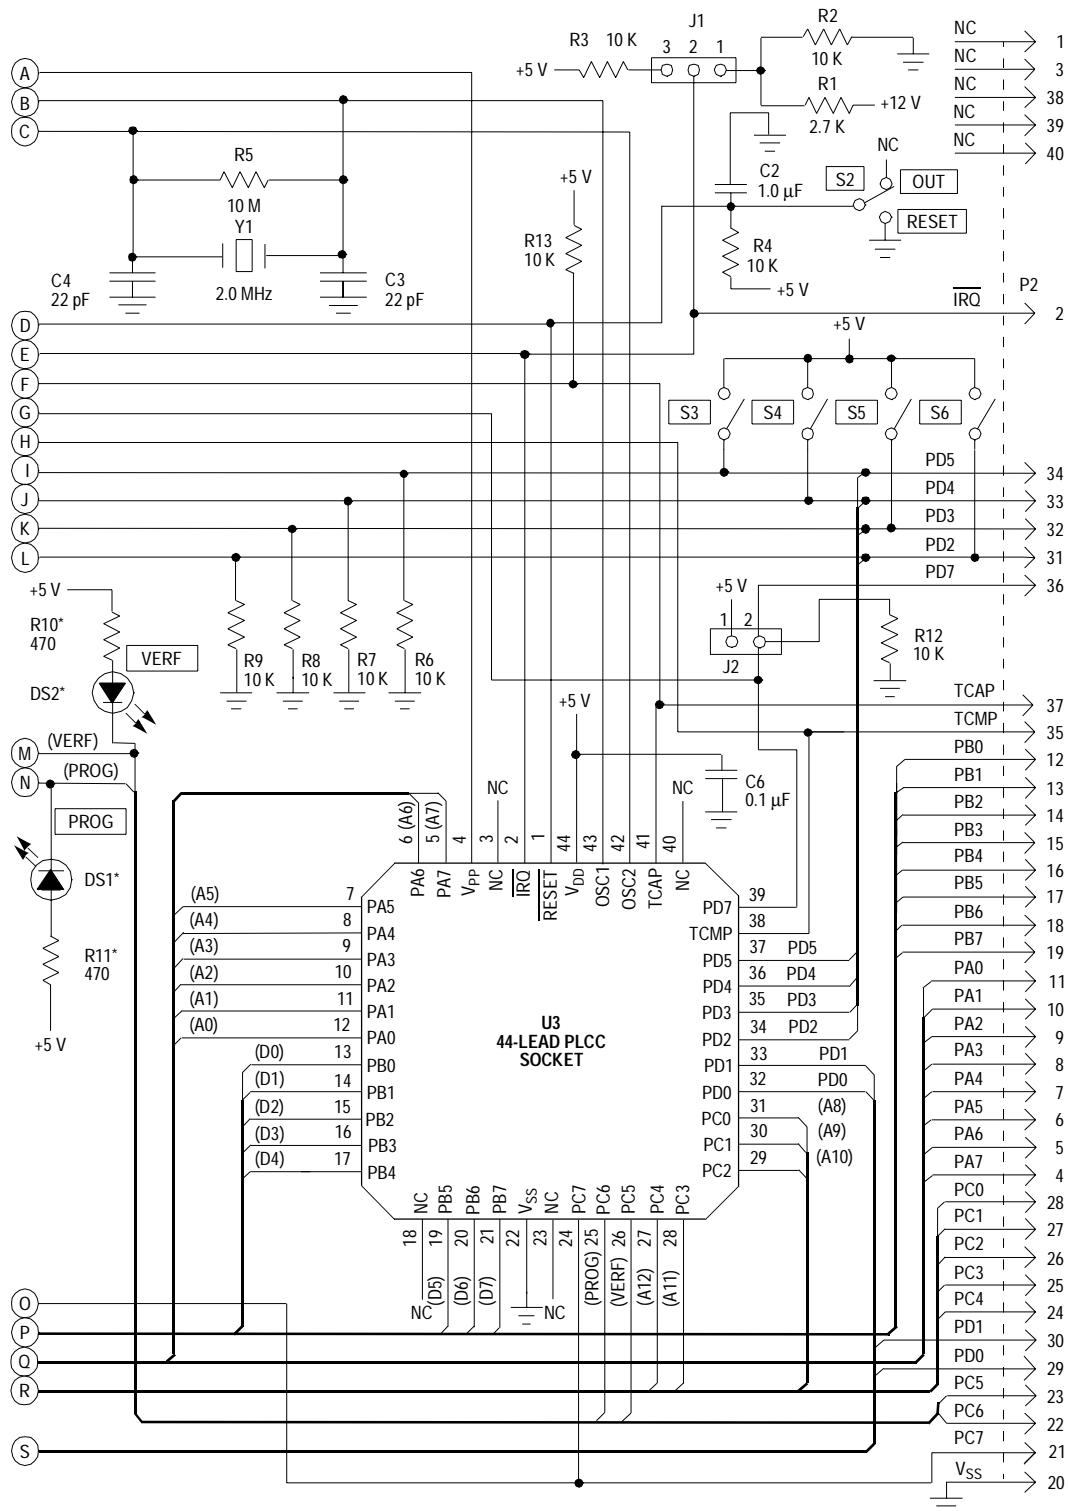 J1
R3 10 K
3 2 1
+5 V
R2
10 K
R1
2.7 K
+12 V
NC
1
NC
3
NC
38
NC
39
NC
40
A
B
C
R5
10 M
Y1
2.0 MHz
C4
22 pF
C3
22 pF
+5 V
R13
10 K
C2
1.0 µF
R4
10 K
+5 V
NC
S2
OUT
RESET
P2
IRQ
2
D
E
F
G
H
I
J
K
L
+5 V
S3
S4
S5
S6
PD5
34
PD4
33
PD3
32
PD2
31
PD7
36
+5 V
R10*
470
VERF
DS2*
R9
10 K
R8
10 K
R7
10 K
R6
10 K
+5 V
1 2
J2
R12
10 K
+5 V
C6
0.1 µF
M
(VERF)
N
(PROG)
PROG
DS1*
R11*
470
+5 V
TCAP
37
TCMP
35
PB0
12
PB1
13
PB2
14
PB3
15
PB4
16
PB5
17
PB6
18
PB7
19
PA0
11
PA1
10
PA2
9
PA3
8
PA4
7
PA5
6
PA6
5
PA7
4
PC0
28
PC1
27
PC2
26
PC3
25
PC4
24
PD1
30
PD0
29
PC5
23
PC6
22
PC7
21
VSS
20
6 (A6)
5 (A7)
4
3
NC
2
1
44
43
42
41
40
NC
PA6
PA7
VPP
NC
IRQ
RESET
VDD
OSC1
OSC2
TCAP
NC
(A5) 7 PA5
(A4) 8 PA4
(A3) 9 PA3
(A2) 10 PA2
(A1) 11 PA1
(A0) 12 PA0
(D0) 13 PB0
(D1) 14 PB1
(D2) 15 PB2
(D3) 16 PB3
(D4) 17 PB4
U3
44-LEAD PLCC
SOCKET
PD7 39
TCMP 38
PD5 37 PD5
PD4 36 PD4
PD3 35 PD3
PD2 34 PD2
PD1 33 PD1
PD0 32 PD0
PC0 31 (A8)
PC1 30 (A9)
PC2 29 (A10)
NC
PB5
PB6
PB7
VSS
NC
PC7
PC6
PC5
PC4
PC3
18
19
20
21
22
23
24
25
26
27
28
NC
(D5)
(D6)
(D7)
NC
(PROG)
(VERF)
(A12)
(A11)
O
P
Q
R
S